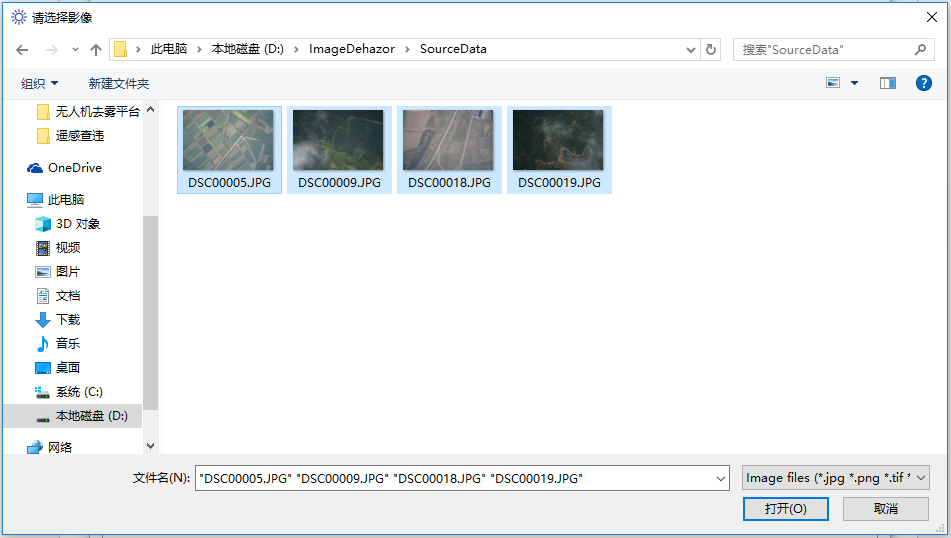 请选择影像
此电脑 本地磁盘 (D:) ImageDehazor SourceData
搜索"SourceData"
组织 新建文件夹
无人机去雾平台
遥感查违
OneDrive
此电脑
3D 对象
视频
图片
文档
下载
音乐
桌面
系统 (C:)
本地磁盘 (D:)
网络
DSC00005.JPG DSC00009.JPG DSC00018.JPG DSC00019.JPG
文件名(N): "DSC00005.JPG" "DSC00009.JPG" "DSC00018.JPG" "DSC00019.JPG"
Image files (*.jpg *.png *.tif *
打开(O) 取消